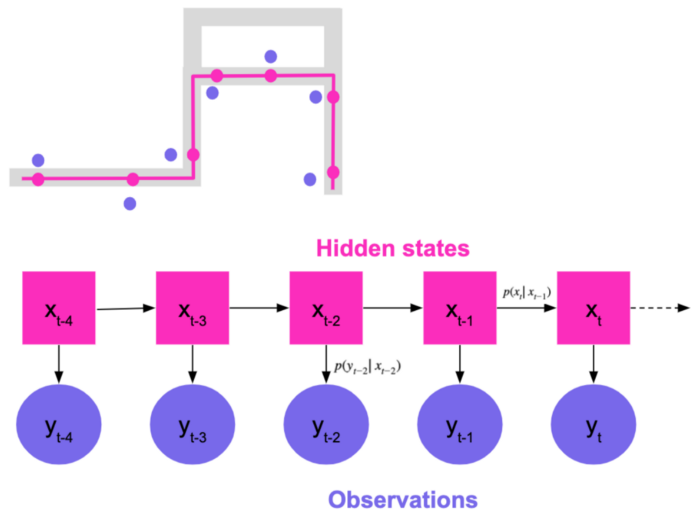 Hidden states
x_{t-4} x_{t-3} x_{t-2} x_{t-1} p(x_t| x_{t-1}) x_t
p(y_{t-2}| x_{t-2})
y_{t-4} y_{t-3} y_{t-2} y_{t-1} y_t
Observations